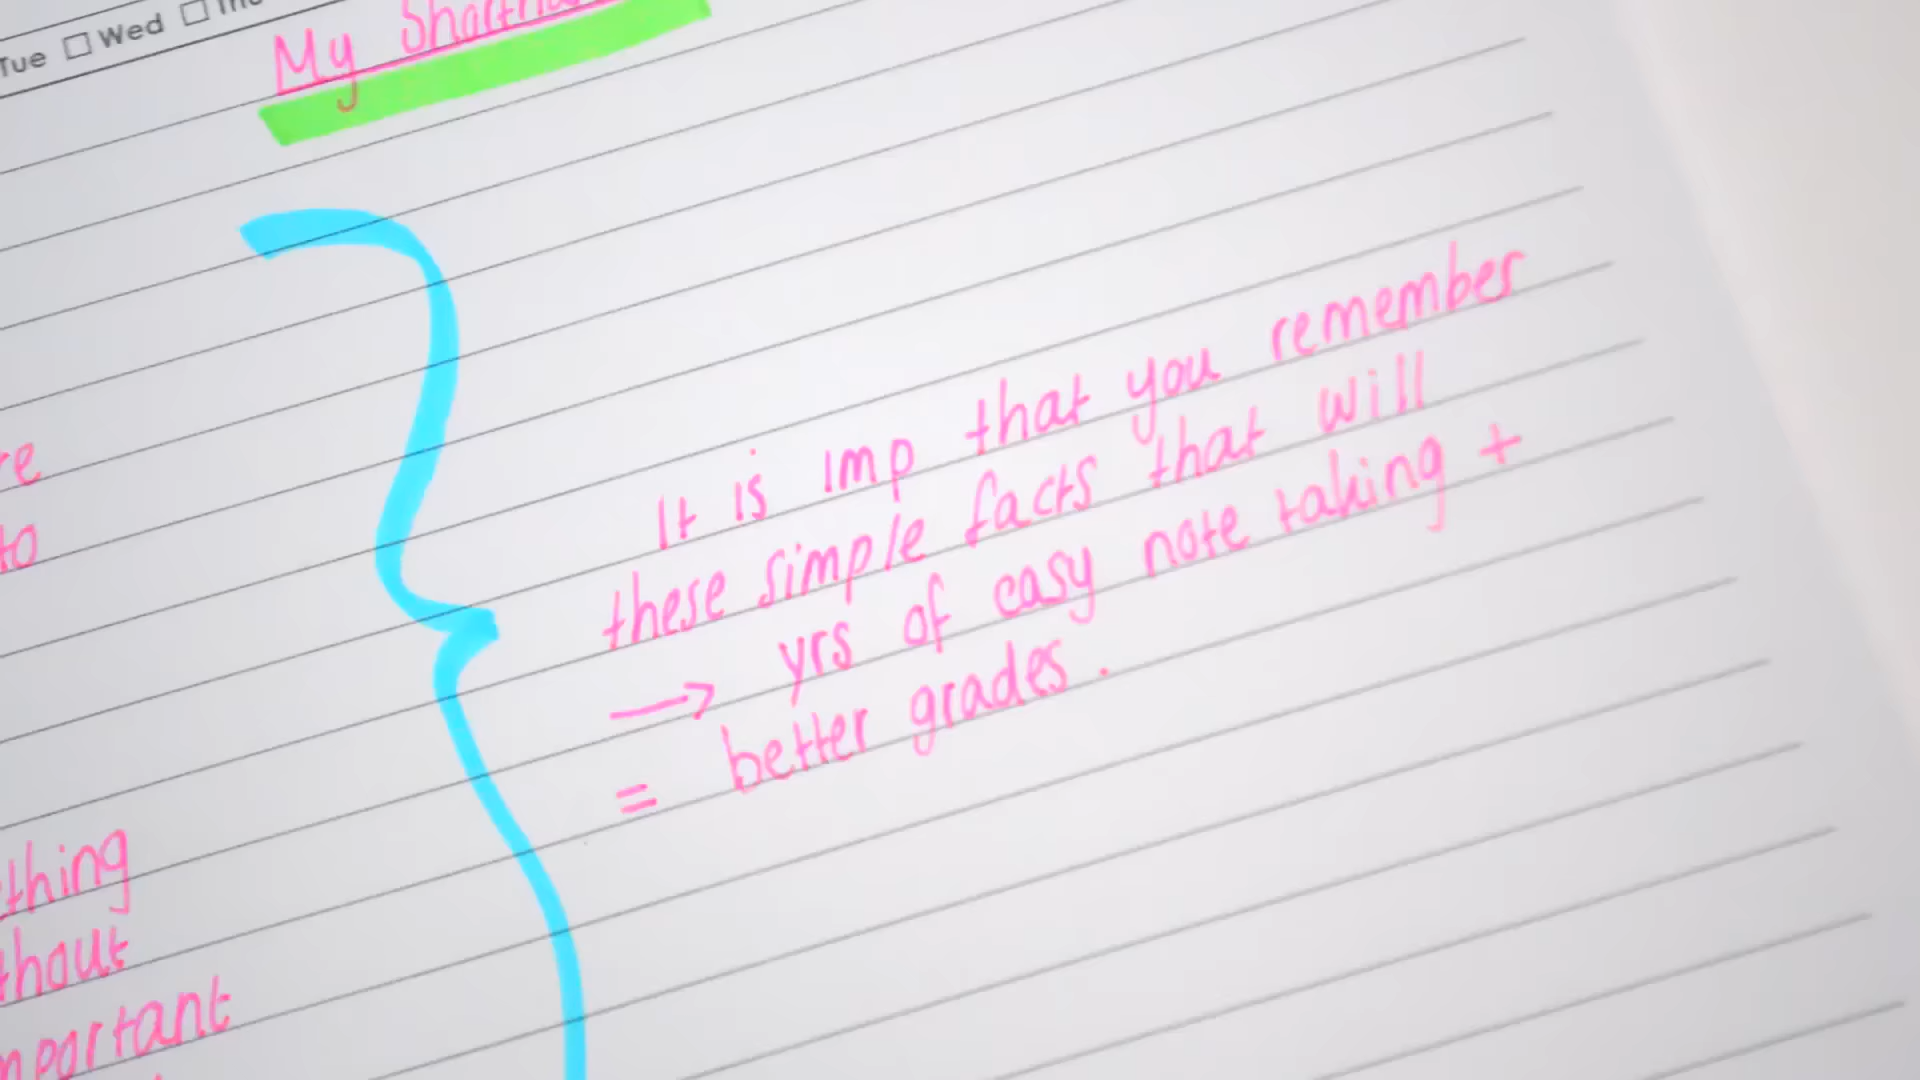 Tue Wed
My
re
to
It is imp that you remember
these simple facts that will
→ yrs of easy note taking +
= better grades.
thing
thout
mportant